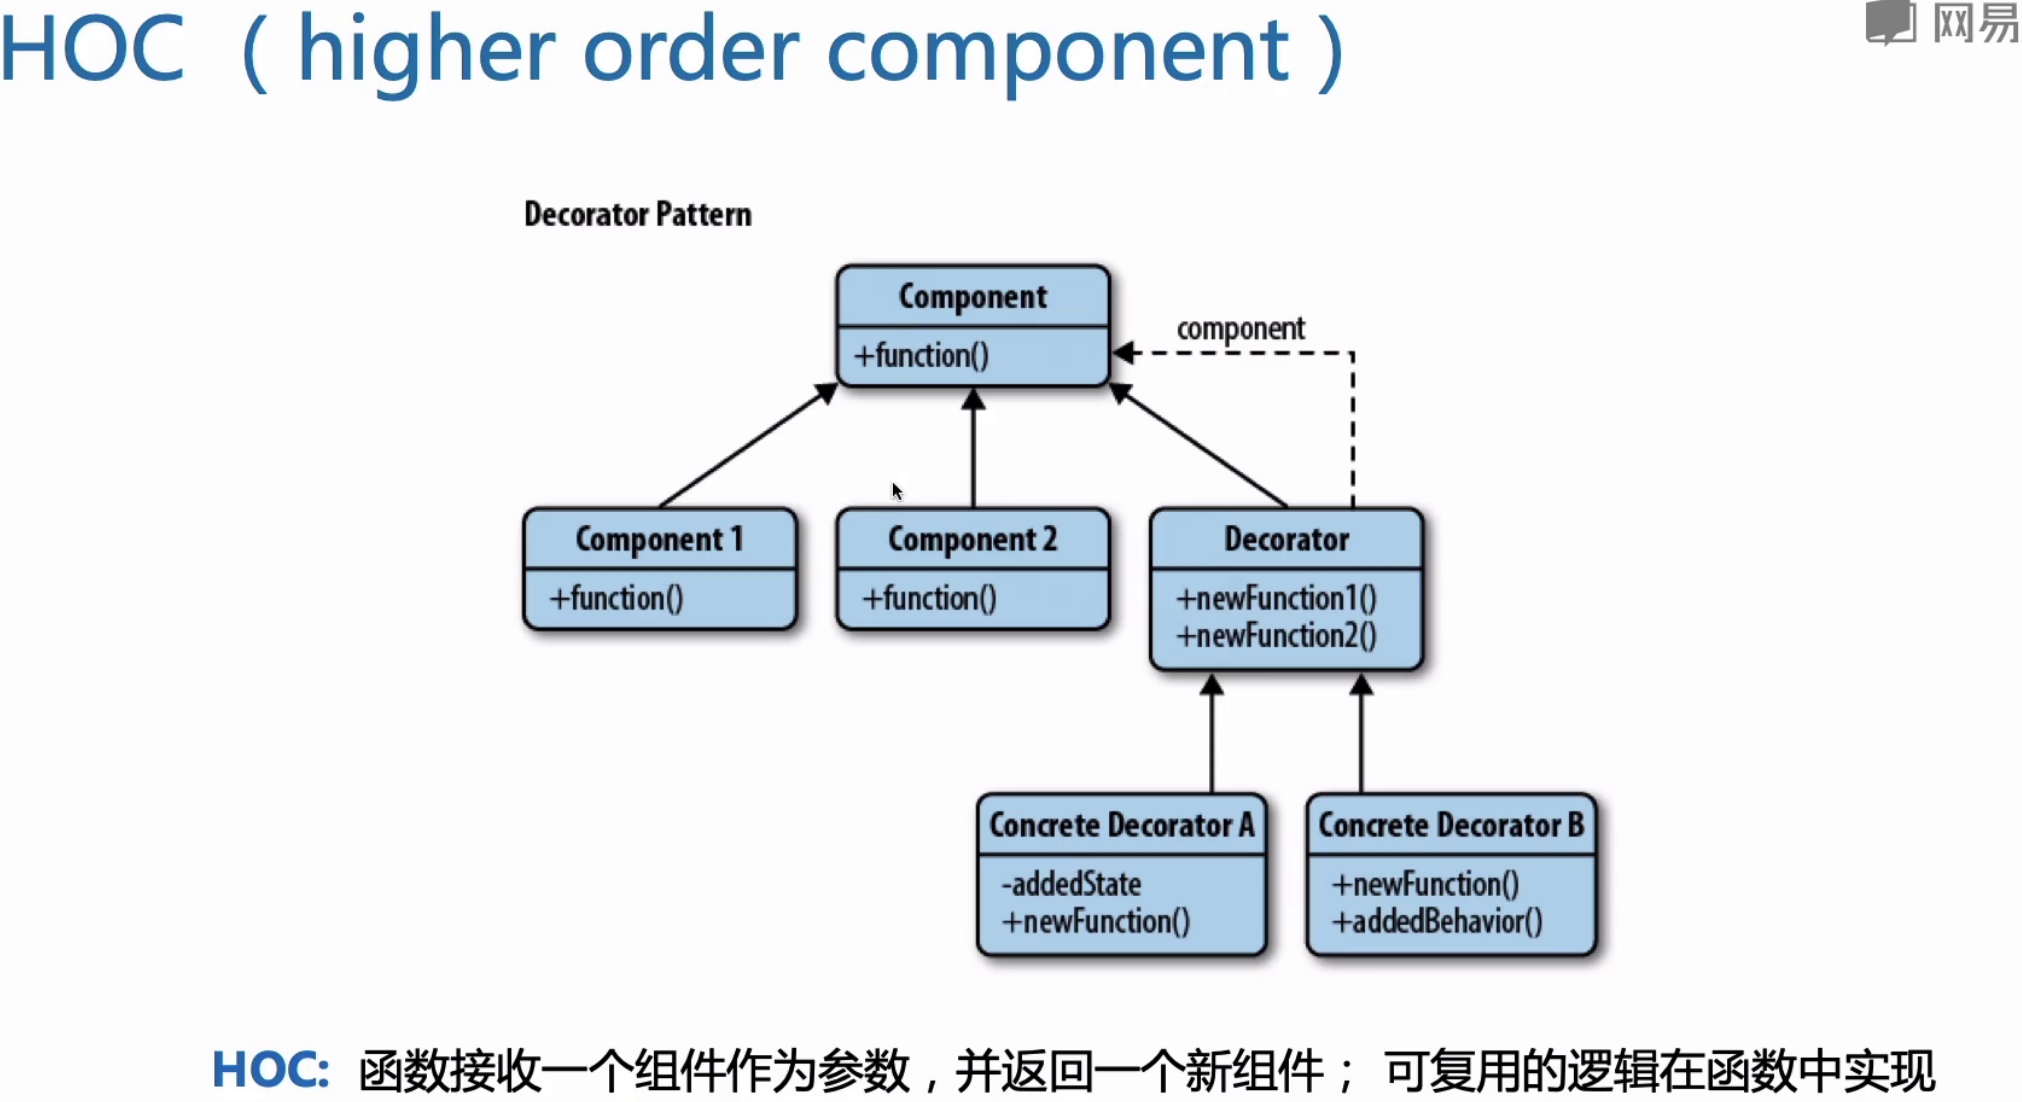 HOC （higher order component）
网易
Decorator Pattern
Component
+function()
component
Component 1
+function()
Component 2
+function()
Decorator
+newFunction1()
+newFunction2()
Concrete Decorator A
-addedState
+newFunction()
Concrete Decorator B
+newFunction()
+addedBehavior()
HOC: 函数接收一个组件作为参数，并返回一个新组件； 可复用的逻辑在函数中实现